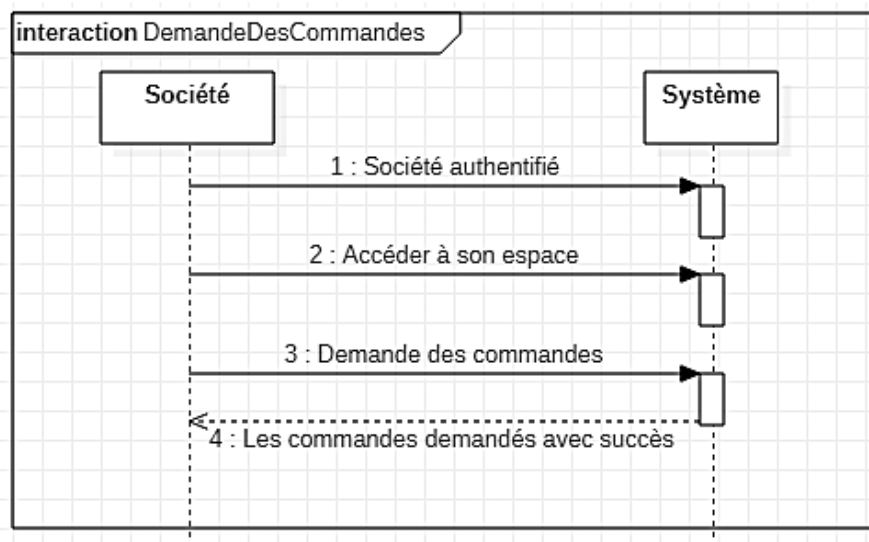 interaction DemandeDesCommandes
Société
Système
1 : Société authentifié
2 : Accéder à son espace
3 : Demande des commandes
4 : Les commandes demandés avec succès